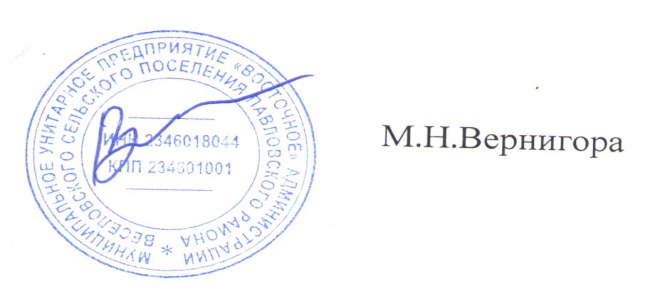 МУНИЦИПАЛЬНОЕ УНИТАРНОЕ ПРЕДПРИЯТИЕ «ВОСТОЧНОЕ» АДМИНИСТРАЦИИ *
ВЕСЕЛОВСКОГО СЕЛЬСКОГО ПОСЕЛЕНИЯ ПАВЛОВСКОГО РАЙОНА
ИНН 2346018044
КПП 234601001
М.Н.Вернигора